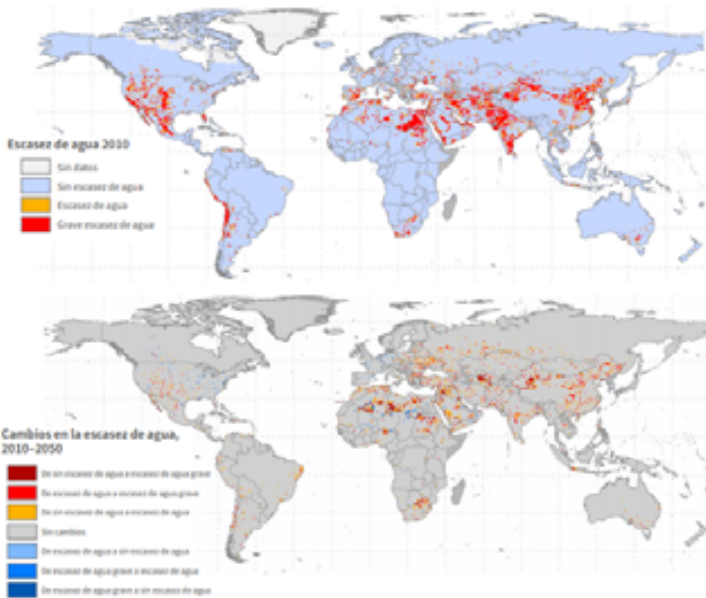 Escasez de agua 2010
Sin datos
Sin escasez de agua
Escasez de agua
Grave escasez de agua
Cambios en la escasez de agua,
2010–2050
De sin escasez de agua a escasez de agua grave
De escasez de agua a escasez de agua grave
De sin escasez de agua a escasez de agua
Sin cambios
De escasez de agua a sin escasez de agua
De escasez de agua grave a escasez de agua
De escasez de agua grave a sin escasez de agua